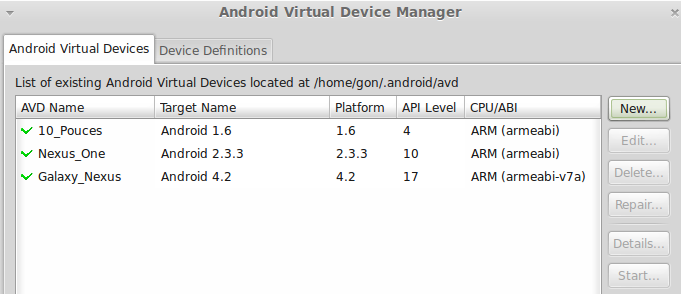 Android Virtual Device Manager
Android Virtual Devices Device Definitions
List of existing Android Virtual Devices located at /home/gon/.android/avd
AVD Name Target Name Platform API Level CPU/ABI
10_Pouces Android 1.6 1.6 4 ARM (armeabi)
Nexus_One Android 2.3.3 2.3.3 10 ARM (armeabi)
Galaxy_Nexus Android 4.2 4.2 17 ARM (armeabi-v7a)
New...
Edit...
Delete...
Repair...
Details...
Start...